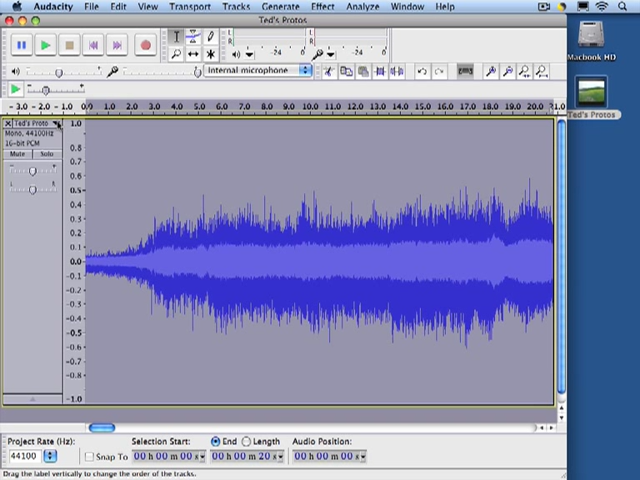 Audacity File Edit View Transport Tracks Generate Effect Analyze Window Help
Ted's Protos
L
R
-24 0
L
R
-24 0
Internal microphone
Macbook HD
Ted's Protos
-3.0 -2.0 -1.0 0.0 1.0 2.0 3.0 4.0 5.0 6.0 7.0 8.0 9.0 10.0 11.0 12.0 13.0 14.0 15.0 16.0 17.0 18.0 19.0 20.0 21.0
Ted's Proto
Mono, 44100Hz
16-bit PCM
Mute Solo
- +
L R
1.0
0.8
0.7
0.6
0.5
0.4
0.3
0.2
0.1
0.0
-0.1
-0.2
-0.3
-0.4
-0.5
-0.6
-0.7
-0.8
-1.0
Project Rate (Hz): Selection Start: End Length Audio Position:
44100 Snap To 00 h 00 m 00 s 00 h 00 m 20 s 00 h 00 m 00 s
Drag the label vertically to change the order of the tracks.